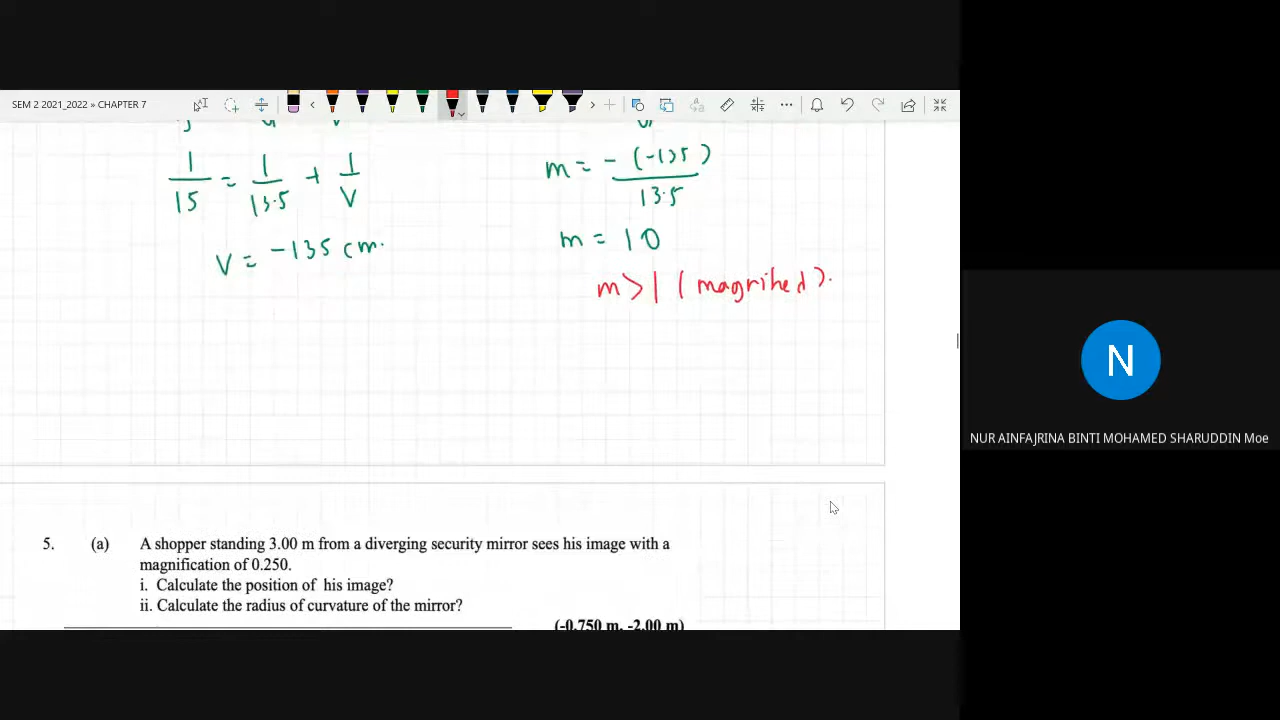 SEM 2 2021_2022 » CHAPTER 7
1/15 = 1/13.5 + 1/V
V = -135 cm.
m = - (-135) / 13.5
m = 10
m > 1 (magnified).
5. (a) A shopper standing 3.00 m from a diverging security mirror sees his image with a
magnification of 0.250.
i. Calculate the position of his image?
ii. Calculate the radius of curvature of the mirror?
(-0.750 m, -2.00 m)
N
NUR AINFAJRINA BINTI MOHAMED SHARUDDIN Moe